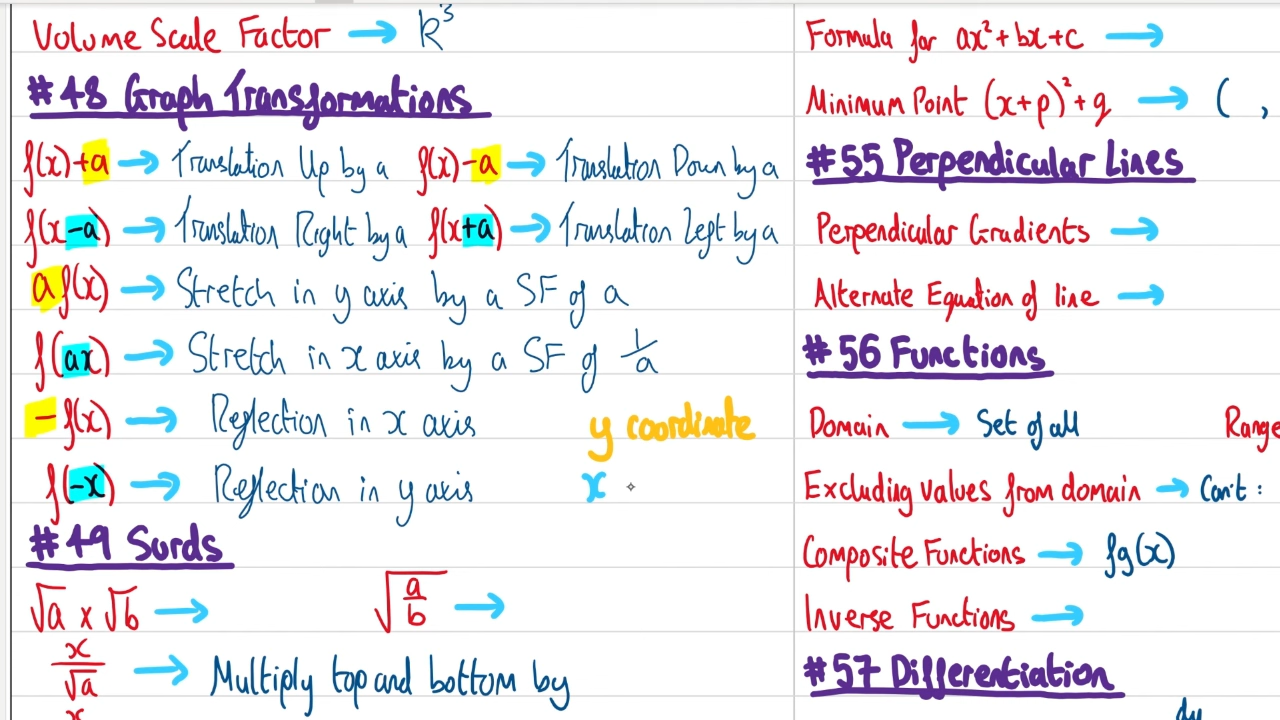 Volume Scale Factor → k³
#48 Graph Transformations
f(x)+a → Translation Up by a f(x)-a → Translation Down by a
f(x-a) → Translation Right by a f(x+a) → Translation Left by a
af(x) → Stretch in y axis by a SF of a
f(ax) → Stretch in x axis by a SF of 1/a
-f(x) → Reflection in x axis
y coordinate
f(-x) → Reflection in y axis
x
#49 Surds
√a x √b → √(a/b) →
x/√a → Multiply top and bottom by
x
Formula for ax²+bx+c →
Minimum Point (x+p)²+q → ( ,
#55 Perpendicular Lines
Perpendicular Gradients →
Alternate Equation of line →
#56 Functions
Domain → Set of all Range
Excluding values from domain → Can't:
Composite Functions → fg(x)
Inverse Functions →
#57 Differentiation
dy